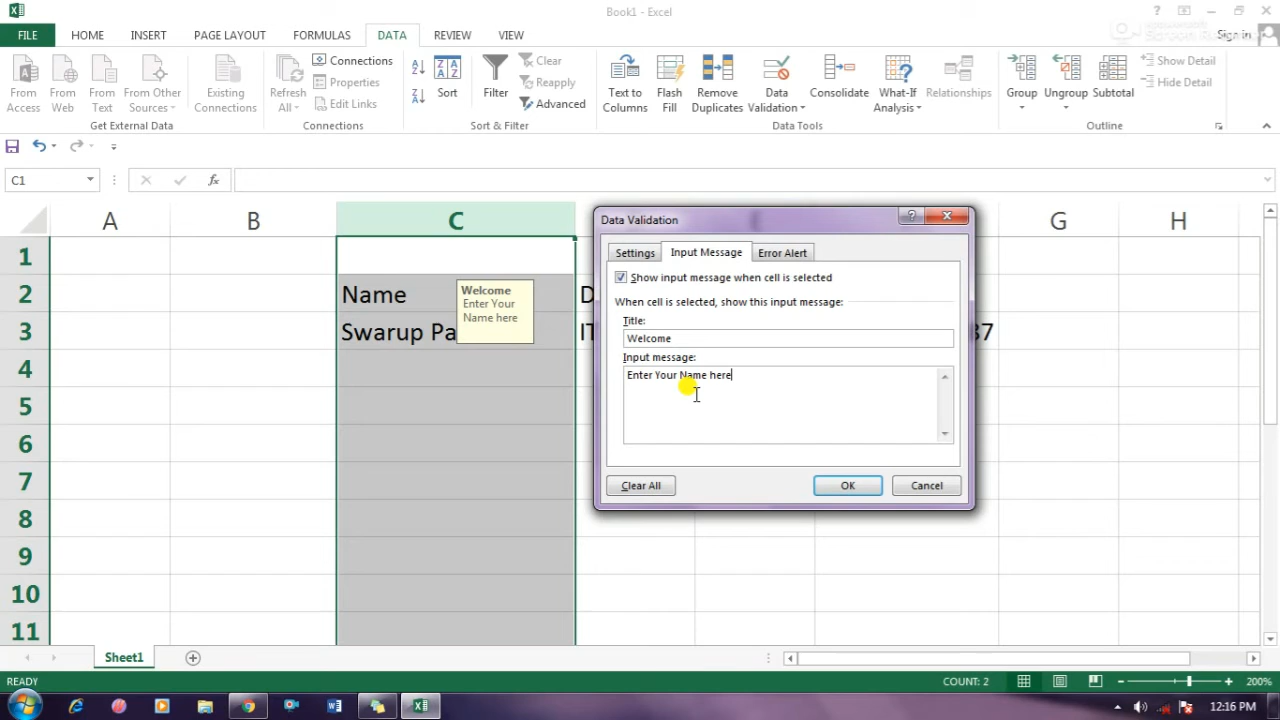 Book1 - Excel
FILE HOME INSERT PAGE LAYOUT FORMULAS DATA REVIEW VIEW Sign in
From Access
From Web
From Text
From Other Sources
Existing Connections
Refresh All
Connections
Properties
Edit Links
Sort
Filter
Clear
Reapply
Advanced
Text to Columns
Flash Fill
Remove Duplicates
Data Validation
Consolidate
What-If Analysis
Relationships
Group
Ungroup
Subtotal
Show Detail
Hide Detail
Get External Data Connections Sort & Filter Data Tools Outline
C1 fx
A B C G H
1
2 Name D
3 Swarup Pa IT 37
4
5
6
7
8
9
10
11
Welcome
Enter Your
Name here
Data Validation
Settings Input Message Error Alert
Show input message when cell is selected
When cell is selected, show this input message:
Title:
Welcome
Input message:
Enter Your Name here
Clear All OK Cancel
Sheet1
READY COUNT: 2 200%
12:16 PM